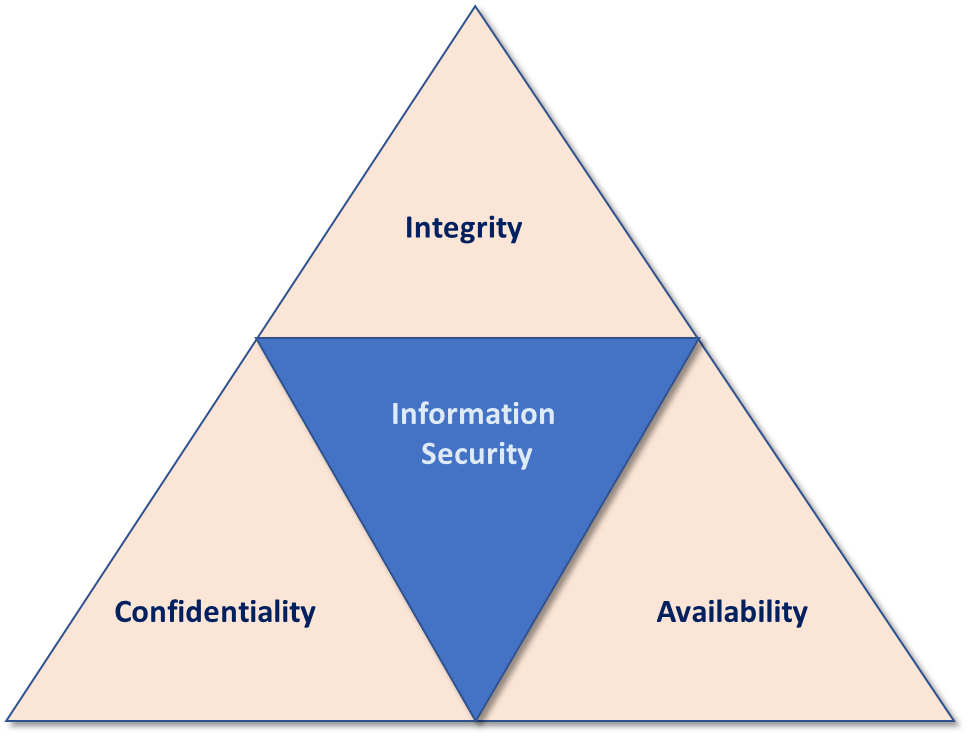 Integrity
Information
Security
Confidentiality
Availability